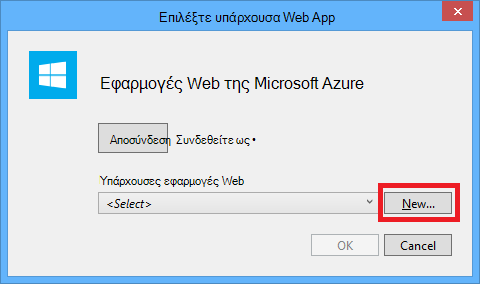 Επιλέξτε υπάρχουσα Web App
Εφαρμογές Web της Microsoft Azure
Αποσύνδεση Συνδεθείτε ως •
Υπάρχουσες εφαρμογές Web
<Select> New...
OK Cancel